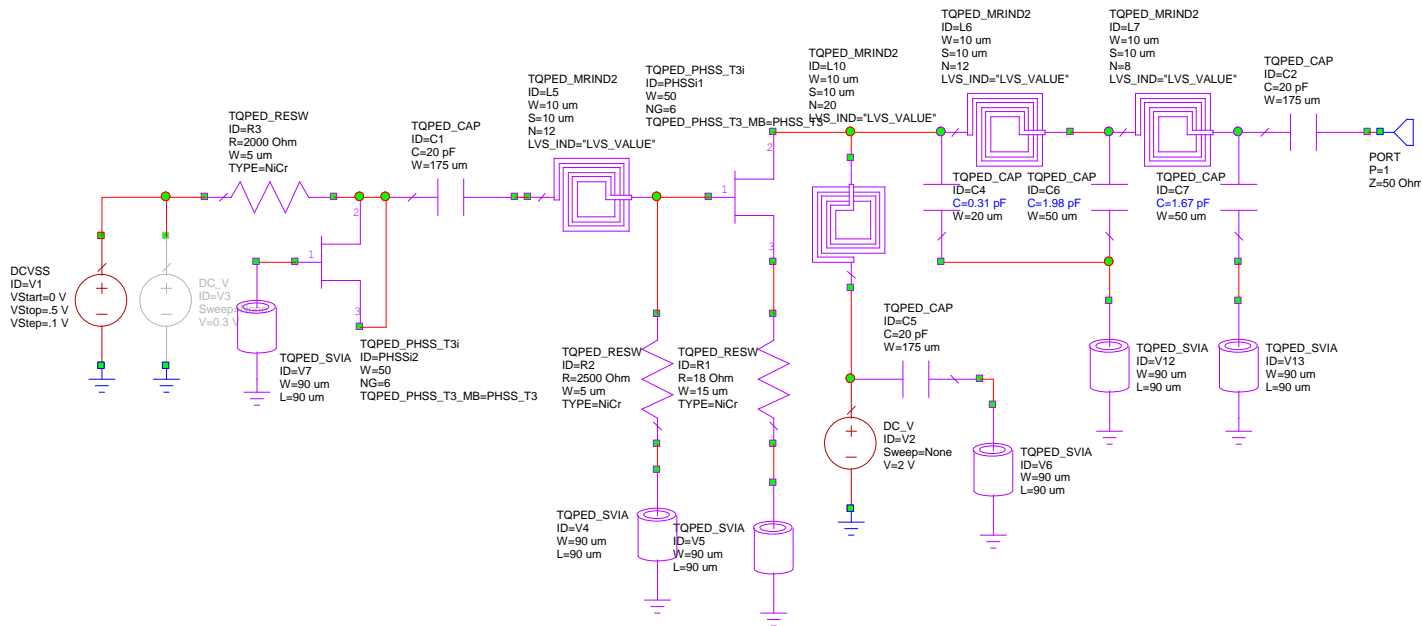 TQPED_MRIND2
ID=L6
W=10 um
S=10 um
N=12
LVS_IND="LVS_VALUE"
TQPED_MRIND2
ID=L7
W=10 um
S=10 um
N=8
LVS_IND="LVS_VALUE"
TQPED_MRIND2
ID=L10
W=10 um
S=10 um
N=20
LVS_IND="LVS_VALUE"
TQPED_CAP
ID=C2
C=20 pF
W=175 um
TQPED_MRIND2
ID=L5
W=10 um
S=10 um
N=12
LVS_IND="LVS_VALUE"
TQPED_PHSS_T3i
ID=PHSSi1
W=50
NG=6
TQPED_PHSS_T3_MB=PHSS_T3
TQPED_RESW
ID=R3
R=2000 Ohm
W=5 um
TYPE=NiCr
TQPED_CAP
ID=C1
C=20 pF
W=175 um
2
1
3
2
1
3
PORT
P=1
Z=50 Ohm
TQPED_CAP
ID=C4
C=0.31 pF
W=20 um
TQPED_CAP
ID=C6
C=1.98 pF
W=50 um
TQPED_CAP
ID=C7
C=1.67 pF
W=50 um
DCVSS
ID=V1
VStart=0 V
VStop=.5 V
VStep=.1 V
DC_V
ID=V3
Sweep=None
V=0.3 V
TQPED_SVIA
ID=V7
W=90 um
L=90 um
TQPED_PHSS_T3i
ID=PHSSi2
W=50
NG=6
TQPED_PHSS_T3_MB=PHSS_T3
TQPED_RESW
ID=R2
R=2500 Ohm
W=5 um
TYPE=NiCr
TQPED_RESW
ID=R1
R=18 Ohm
W=15 um
TYPE=NiCr
TQPED_CAP
ID=C5
C=20 pF
W=175 um
TQPED_SVIA
ID=V12
W=90 um
L=90 um
TQPED_SVIA
ID=V13
W=90 um
L=90 um
DC_V
ID=V2
Sweep=None
V=2 V
TQPED_SVIA
ID=V6
W=90 um
L=90 um
TQPED_SVIA
ID=V4
W=90 um
L=90 um
TQPED_SVIA
ID=V5
W=90 um
L=90 um